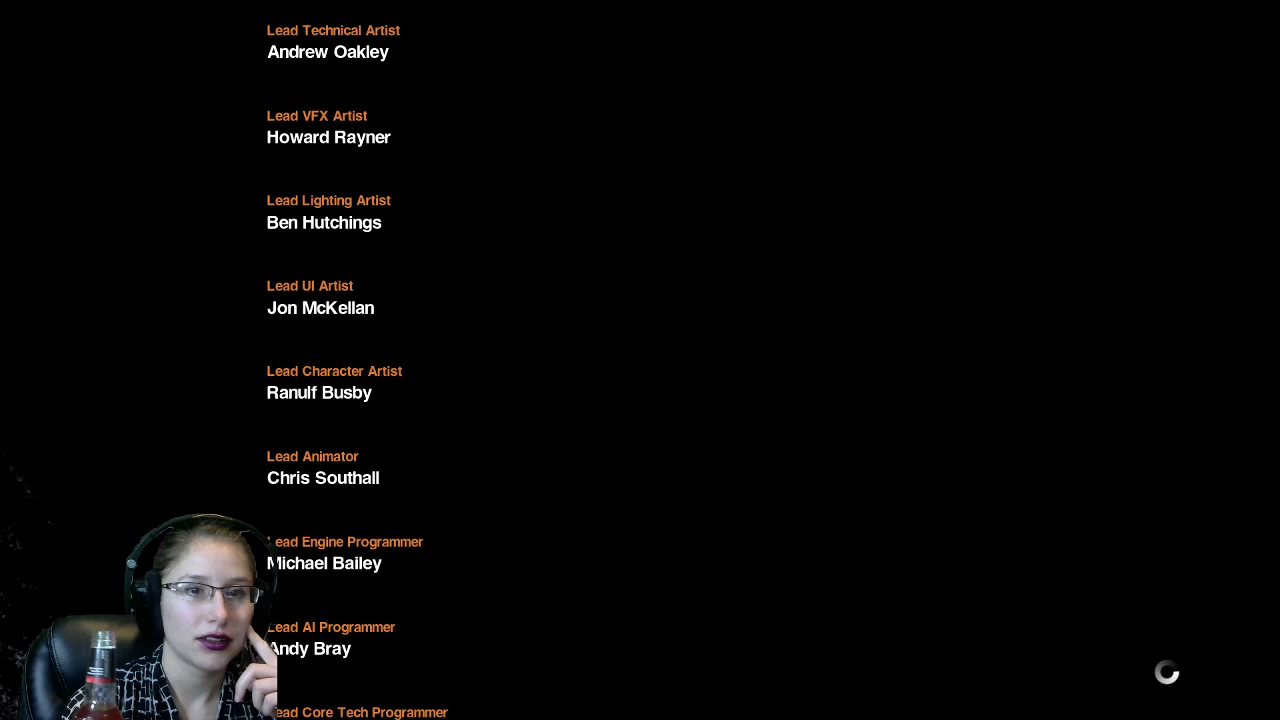 Lead Technical Artist
Andrew Oakley
Lead VFX Artist
Howard Rayner
Lead Lighting Artist
Ben Hutchings
Lead UI Artist
Jon McKellan
Lead Character Artist
Ranulf Busby
Lead Animator
Chris Southall
Lead Engine Programmer
Michael Bailey
Lead AI Programmer
Andy Bray
Lead Core Tech Programmer